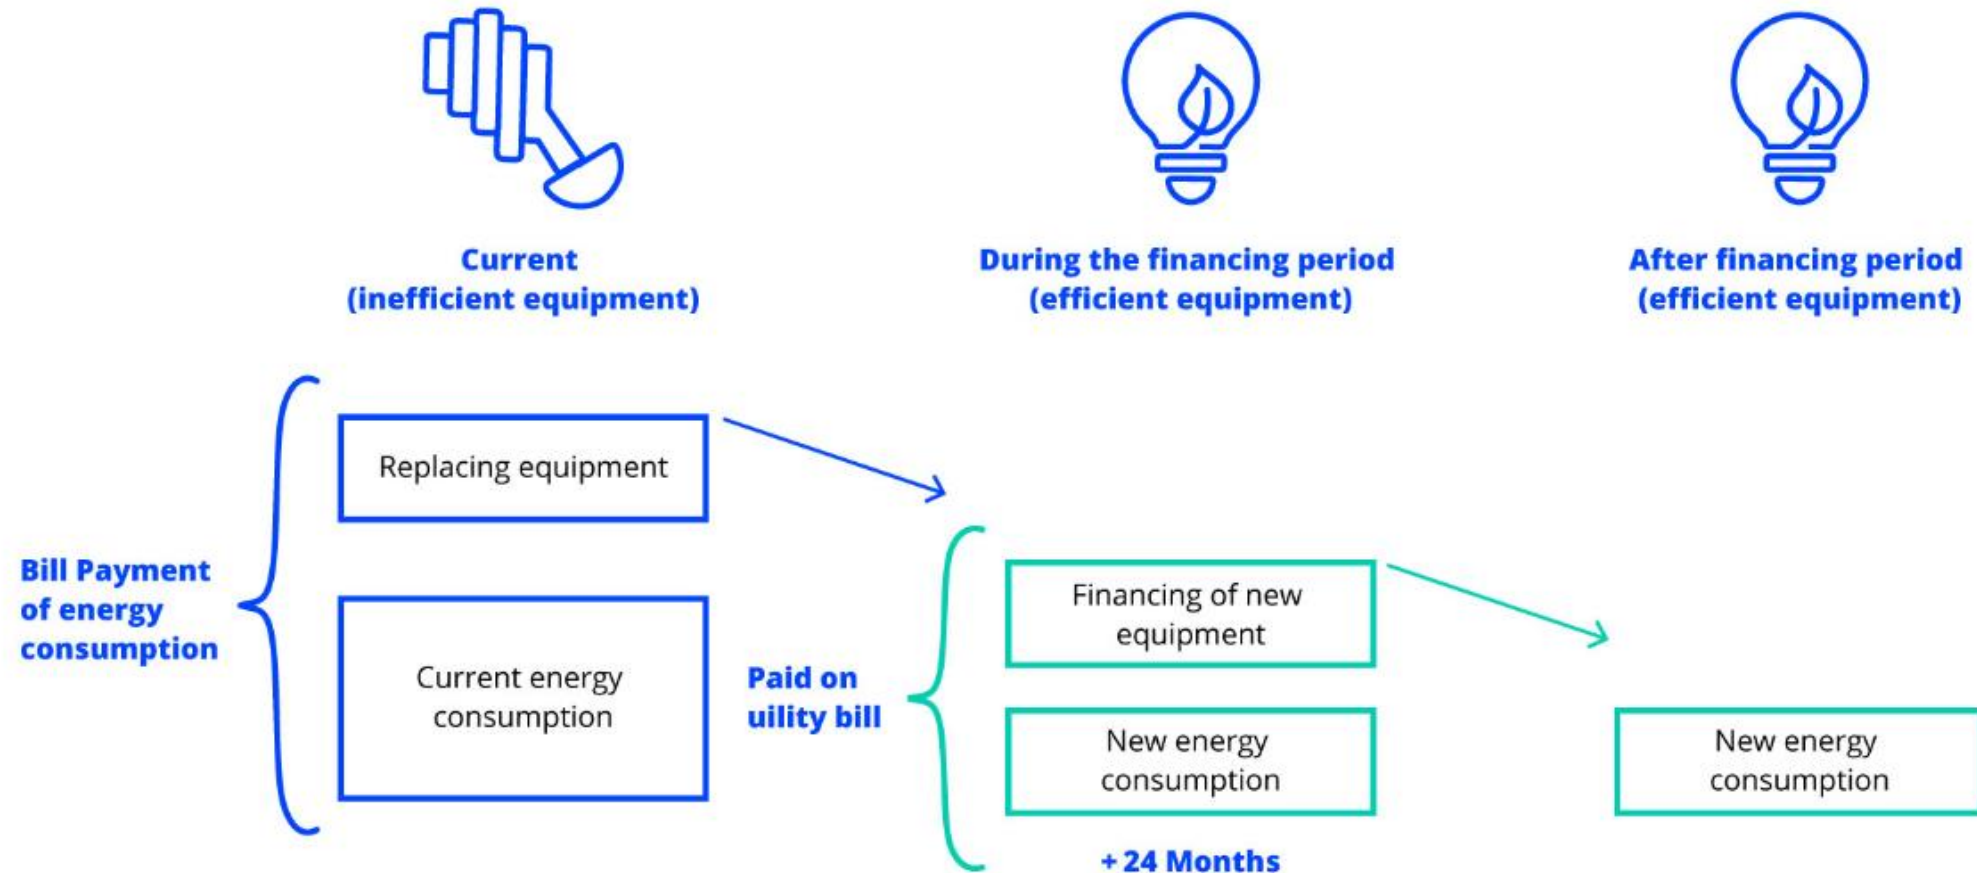 Current
(inefficient equipment)
During the financing period
(efficient equipment)
After financing period
(efficient equipment)
Bill Payment
of energy
consumption
Replacing equipment
Current energy
consumption
Paid on
uility bill
Financing of new
equipment
New energy
consumption
+ 24 Months
New energy
consumption